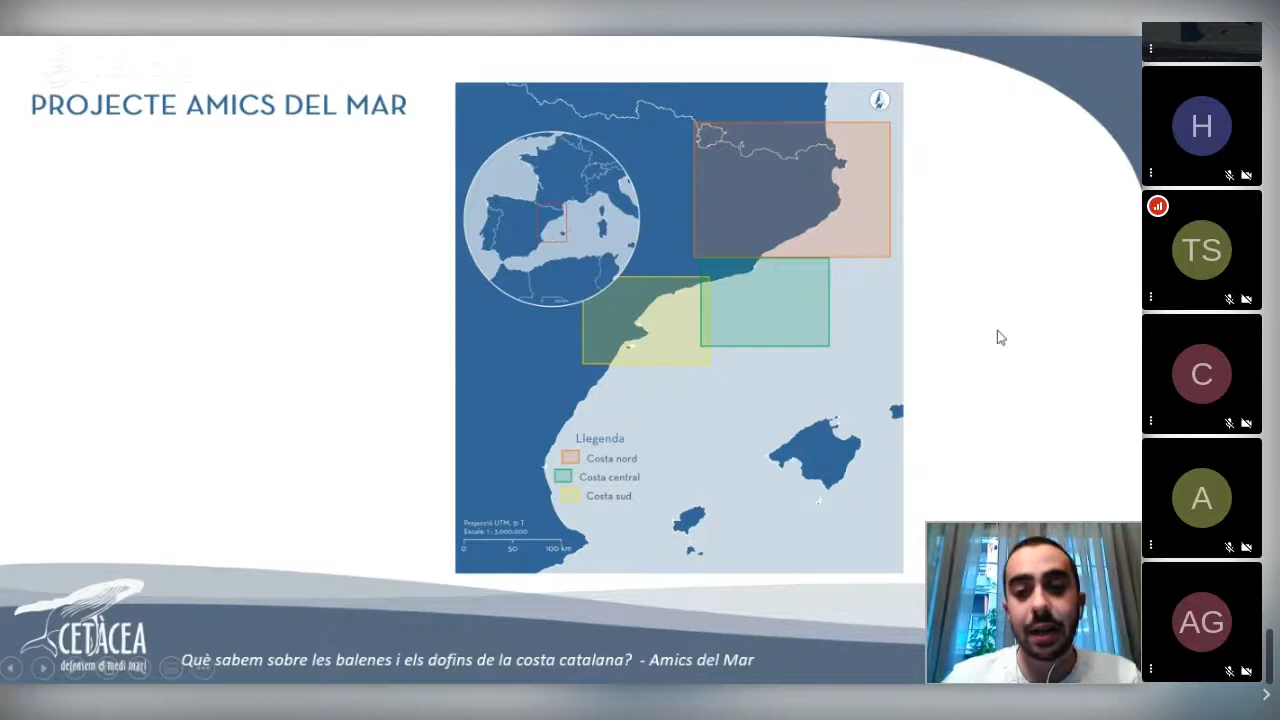 PROJECTE AMICS DEL MAR
Llegenda
Costa nord
Costa central
Costa sud
Projecció UTM, 31 T
Escala: 1 : 3.000.000
0 50 100 km
CETÀCEA
defensem el medi marí
Què sabem sobre les balenes i els dofins de la costa catalana? - Amics del Mar
H
TS
C
A
AG